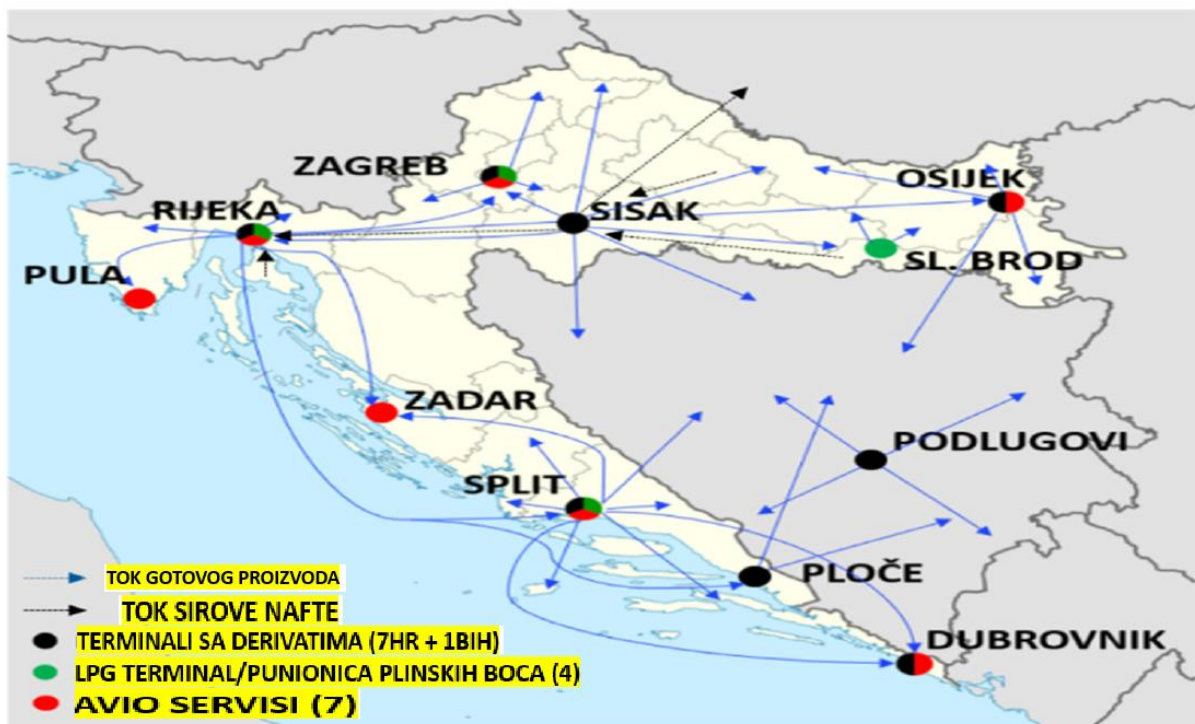 ZAGREB
OSIJEK
RIJEKA
SISAK
PULA
SL. BROD
ZADAR
PODLUGOVI
SPLIT
PLOČE
DUBROVNIK
TOK GOTOVOG PROIZVODA
TOK SIROVE NAFTE
TERMINALI SA DERIVATIMA (7HR + 1BIH)
LPG TERMINAL/PUNIONICA PLINSKIH BOCA (4)
AVIO SERVISI (7)